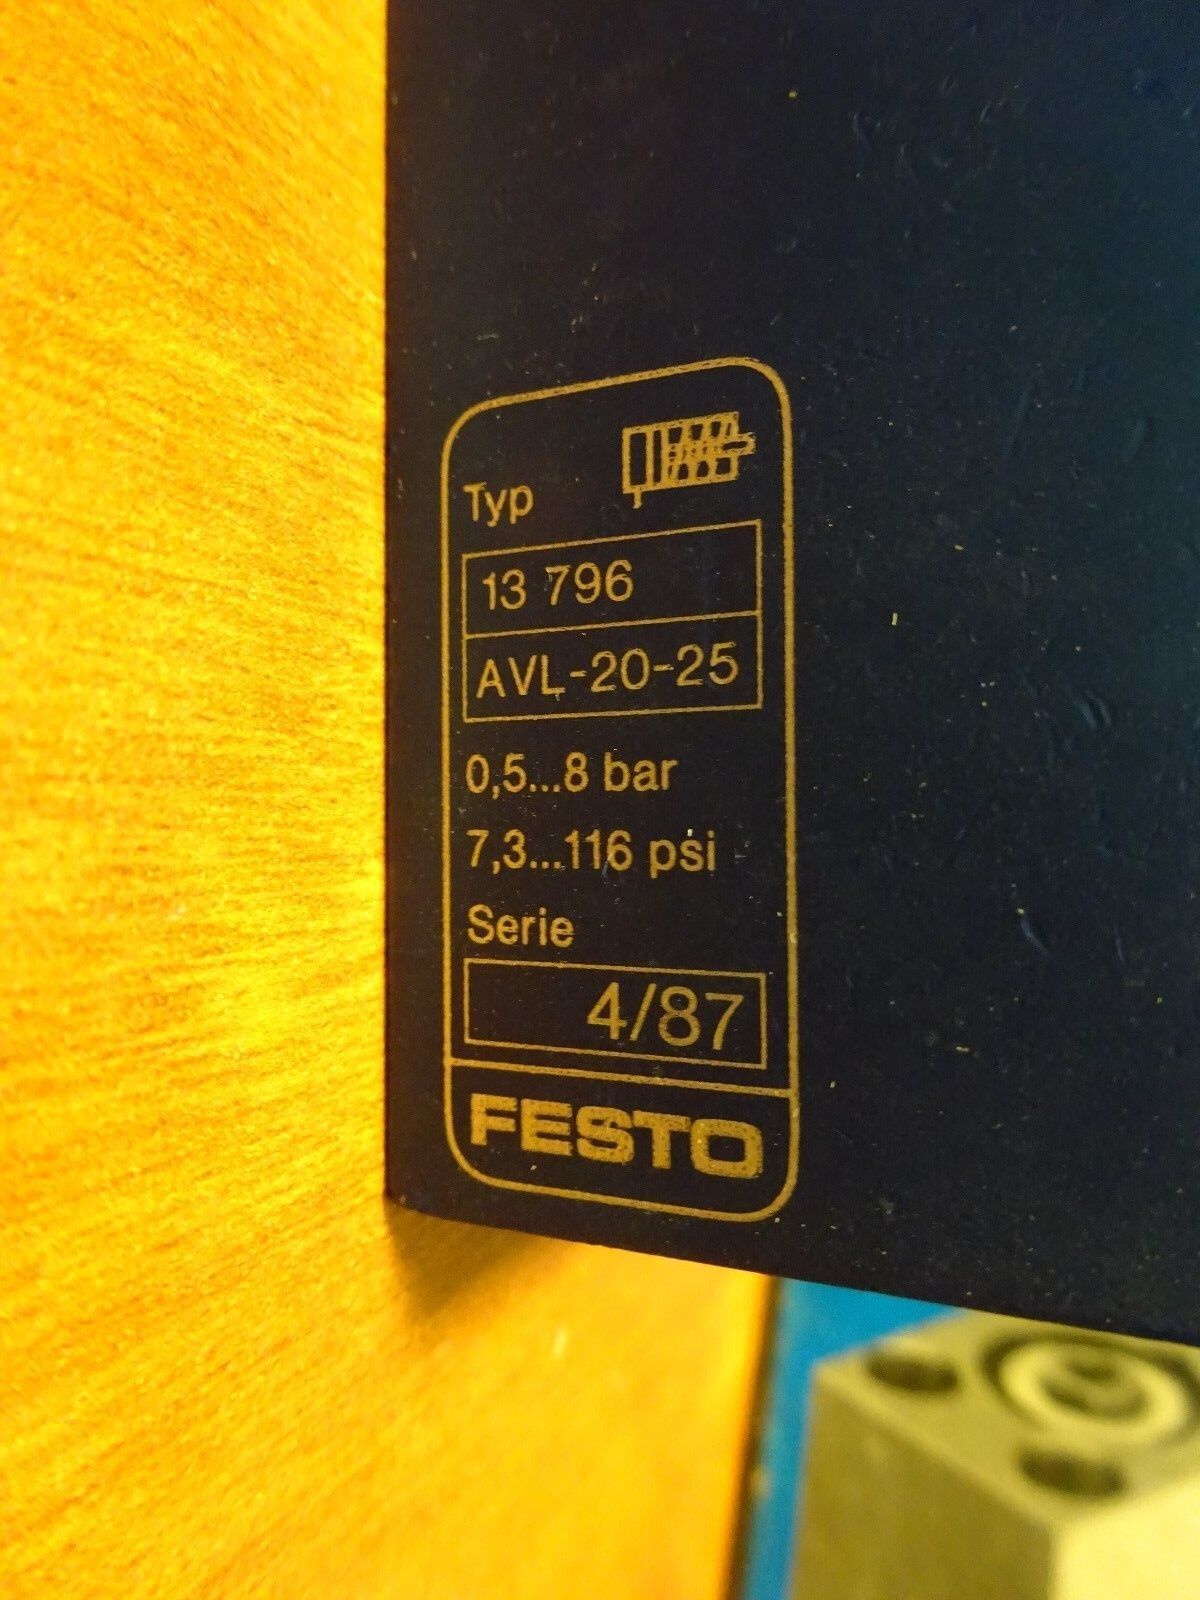 Typ
13 796
AVL-20-25
0,5...8 bar
7,3...116 psi
Serie
4/87
FESTO